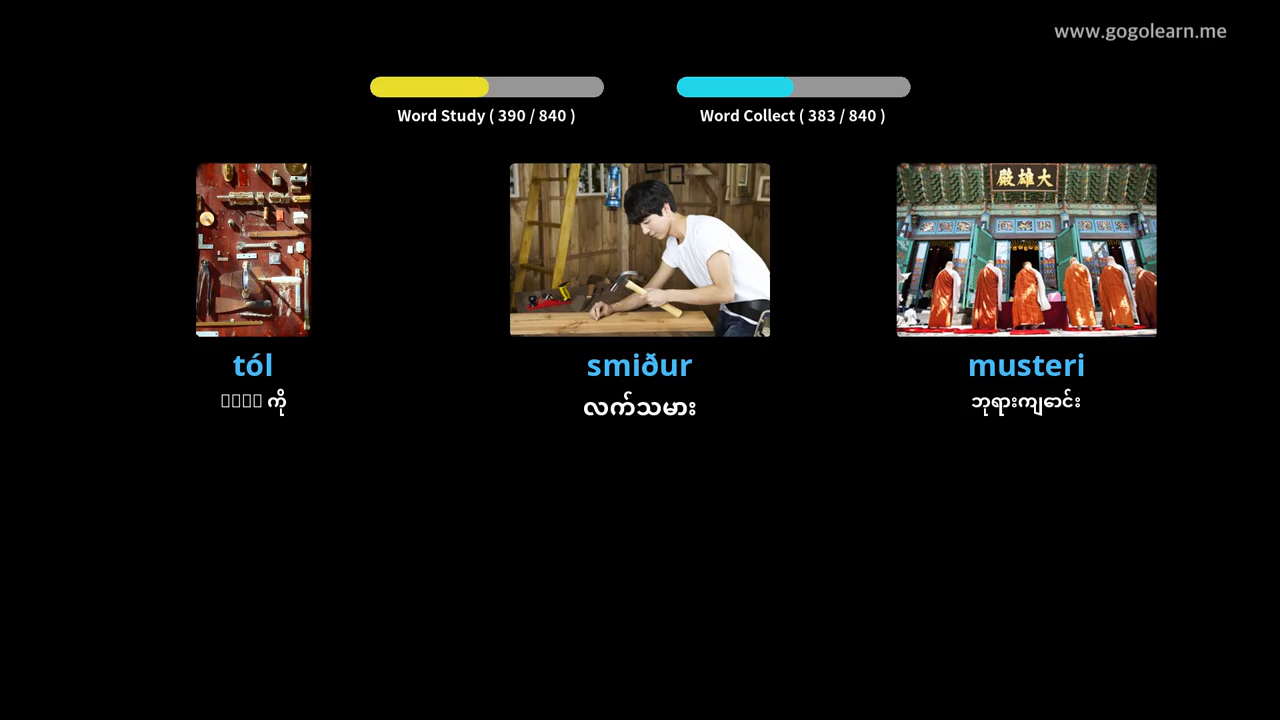 www.gogolearn.me
Word Study ( 390 / 840 )
Word Collect ( 383 / 840 )
大雄殿
tól
smiður
musteri
ကို
လက်သမား
ဘုရားကျောင်း